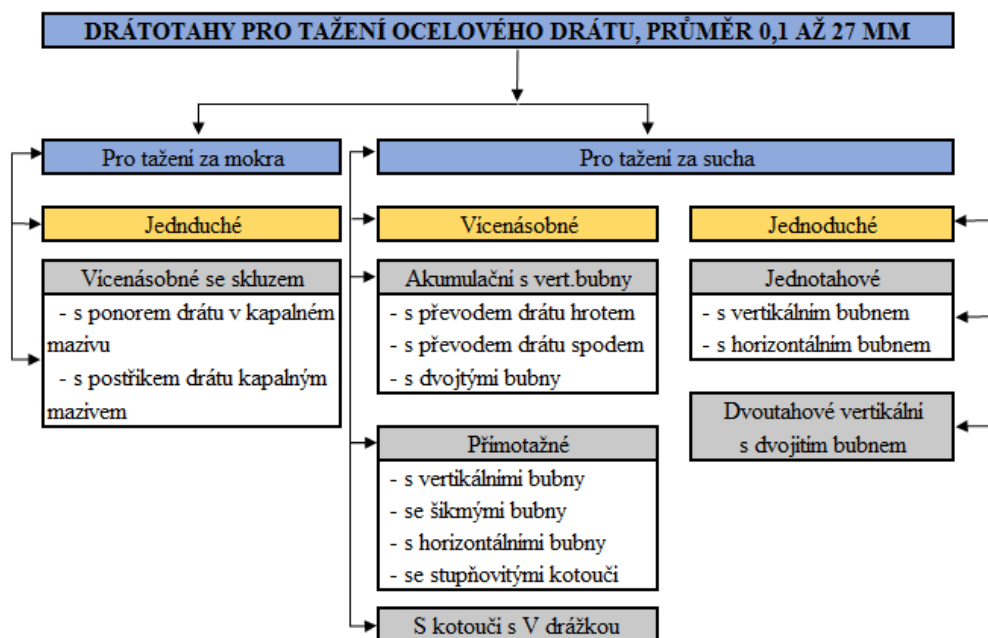 DRÁTOTAHY PRO TAŽENÍ OCELOVÉHO DRÁTU, PRŮMĚR 0,1 AŽ 27 MM
Pro tažení za mokra
Pro tažení za sucha
Jednduché
Vícenásobné
Jednoduché
Vícenásobné se skluzem
- s ponorem drátu v kapalném
mazivu
- s postřikem drátu kapalným
mazivem
Akumulační s vert.bubny
- s převodem drátu hrotem
- s převodem drátu spodem
- s dvojtými bubny
Jednotahové
- s vertikálním bubnem
- s horizontálním bubnem
Dvoutahové vertikální
s dvojitím bubnem
Přímotažné
- s vertikálními bubny
- se šikmými bubny
- s horizontálními bubny
- se stupňovitými kotouči
S kotouči s V drážkou